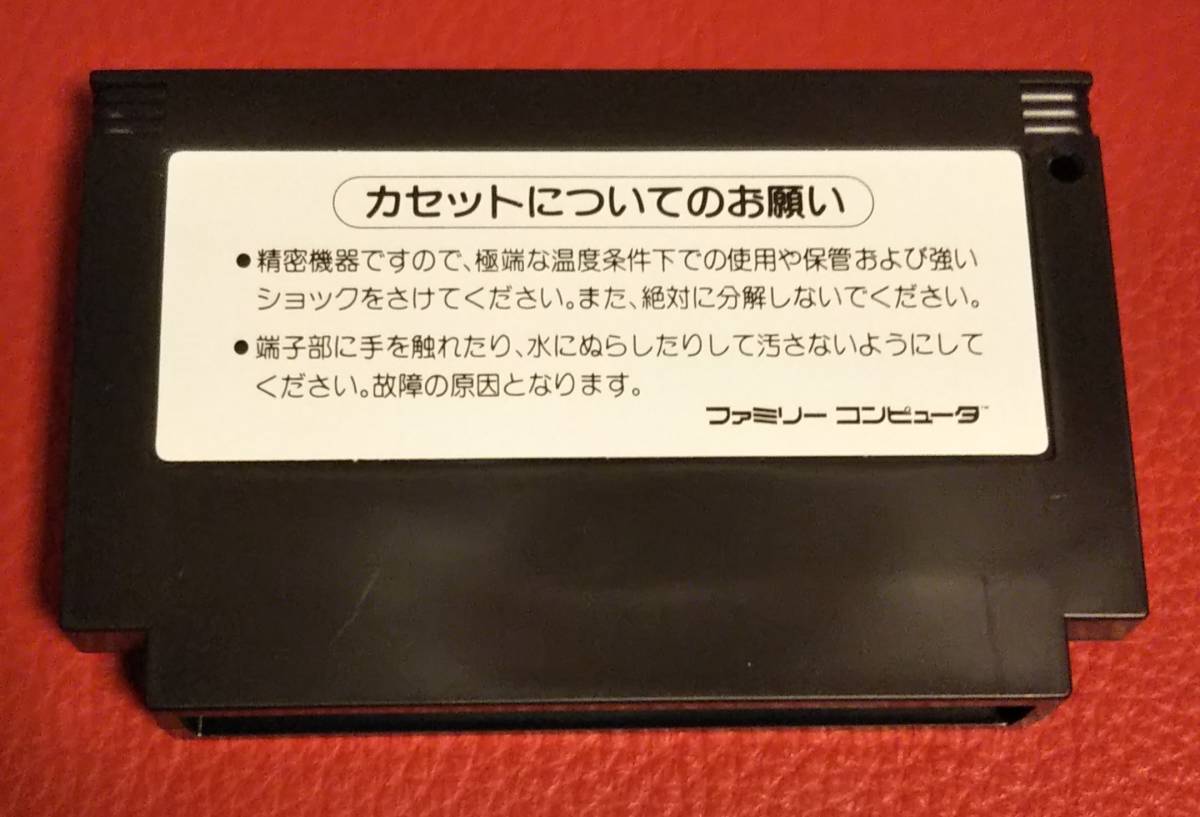 カセットについてのお願い
●精密機器ですので、極端な温度条件下での使用や保管および強い
ショックをさけてください。また、絶対に分解しないでください。
●端子部に手を触れたり、水にぬらしたりして汚さないようにして
ください。故障の原因となります。
ファミリー コンピュータ™